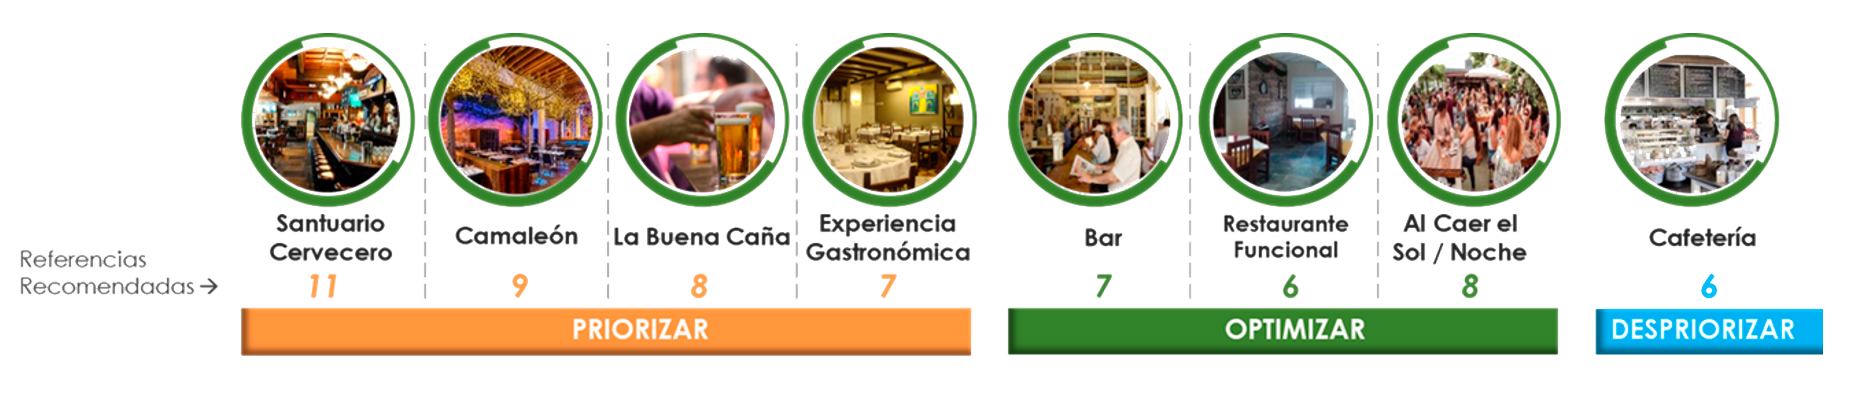 Santuario
Cervecero
Camaleón
La Buena Caña
Experiencia
Gastronómica
Bar
Restaurante
Funcional
Al Caer el
Sol / Noche
Cafetería
Referencias
Recomendadas →
11
9
8
7
7
6
8
6
PRIORIZAR
OPTIMIZAR
DESPRIORIZAR